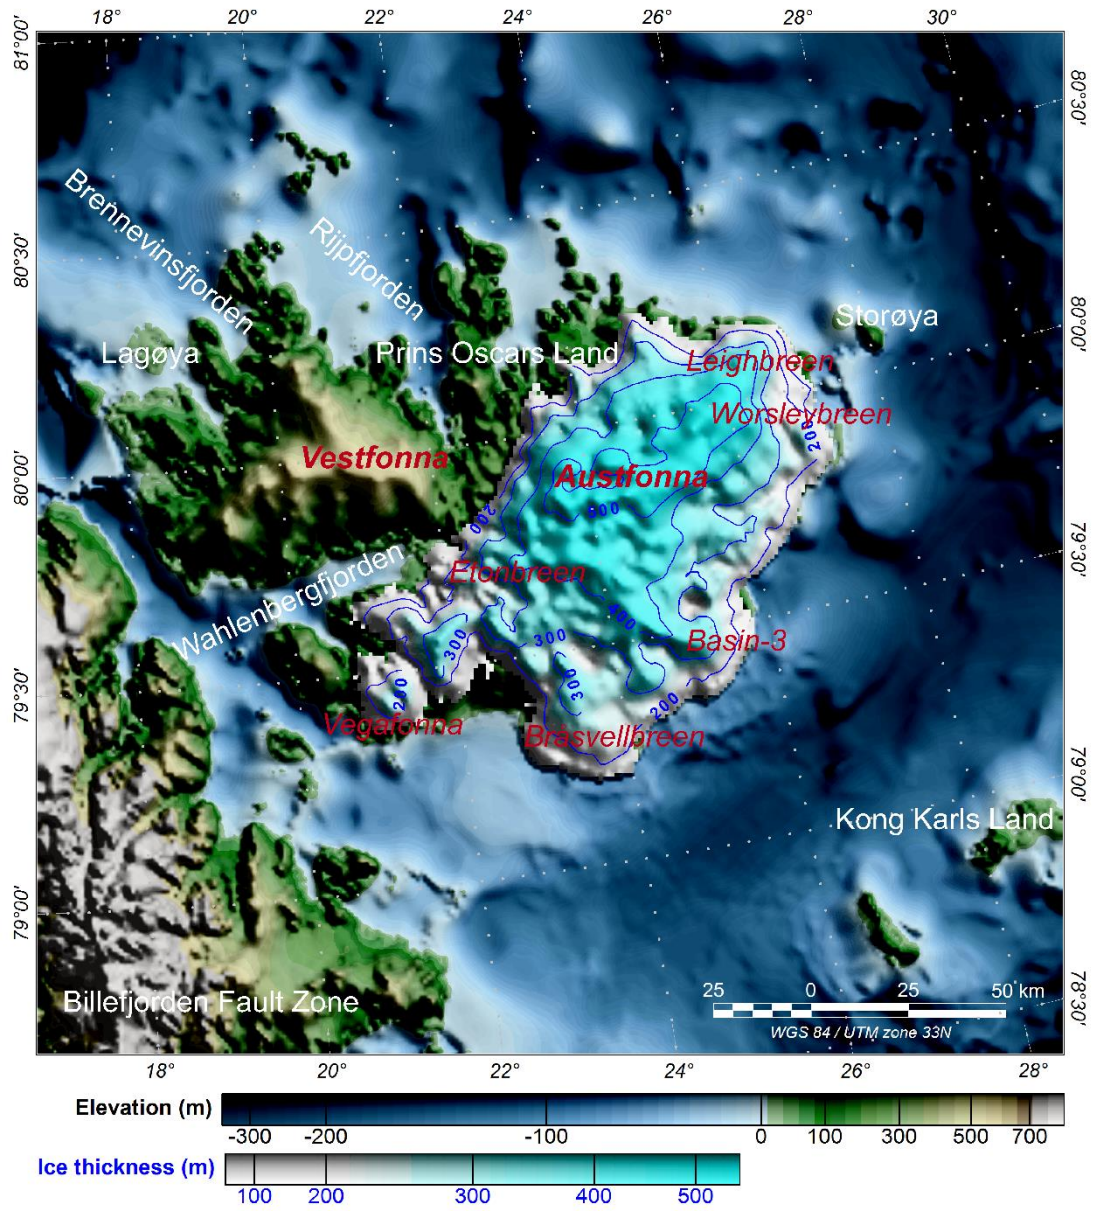 18° 20° 22° 24° 26° 28° 30°
81°00'
80°30'
Brennevinsfjorden
Rijpfjorden
80°30'
Storøya
80°00'
Lagøya
Prins Oscars Land
Leighbreen
Worsleybreen
200
Vestfonna
Austfonna
80°00'
500
200
79°30'
Wahlenbergfjorden
Etonbreen
400
300
300
Basin-3
300
200
200
79°30'
Vegafonna
Bråsvellbreen
79°00'
Kong Karls Land
79°00'
78°30'
Billefjorden Fault Zone
25 0 25 50 km
WGS 84 / UTM zone 33N
18° 20° 22° 24° 26° 28°
Elevation (m)
-300 -200 -100 0 100 300 500 700
Ice thickness (m)
100 200 300 400 500